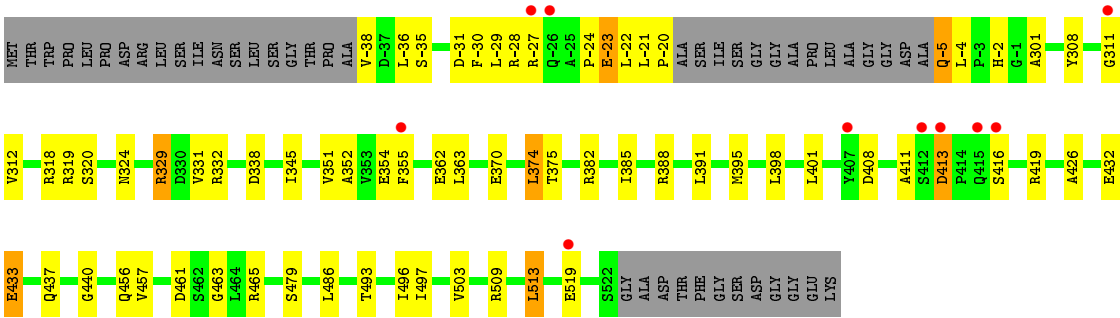 MET THR TRP PRO LEU PRO ASP ARG LEU SER ILE ASN SER LEU SER GLY THR PRO ALA V-38 D-37 L-36 S-35 D-31 F-30 L-29 R-28 R-27 Q-26 A-25 P-24 E-23 L-22 L-21 P-20 ALA SER ILE SER GLY GLY ALA PRO LEU ALA GLY GLY ASP ALA Q-5 L-4 P-3 H-2 G-1 A301 Y308 G311
V312 R318 R319 S320 N324 R329 D330 V331 R332 D338 I345 V351 A352 V353 E354 F355 E362 L363 E370 L374 T375 R382 I385 R388 L391 M395 L398 L401 Y407 D408 A411 S412 D413 P414 Q415 S416 R419 A426 E432
E433 Q437 G440 Q456 V457 D461 S462 G463 L464 R465 S479 L486 T493 I496 I497 V503 R509 L513 E519 S522 GLY ALA ASP THR PHE GLY SER ASP GLY GLY GLU LYS